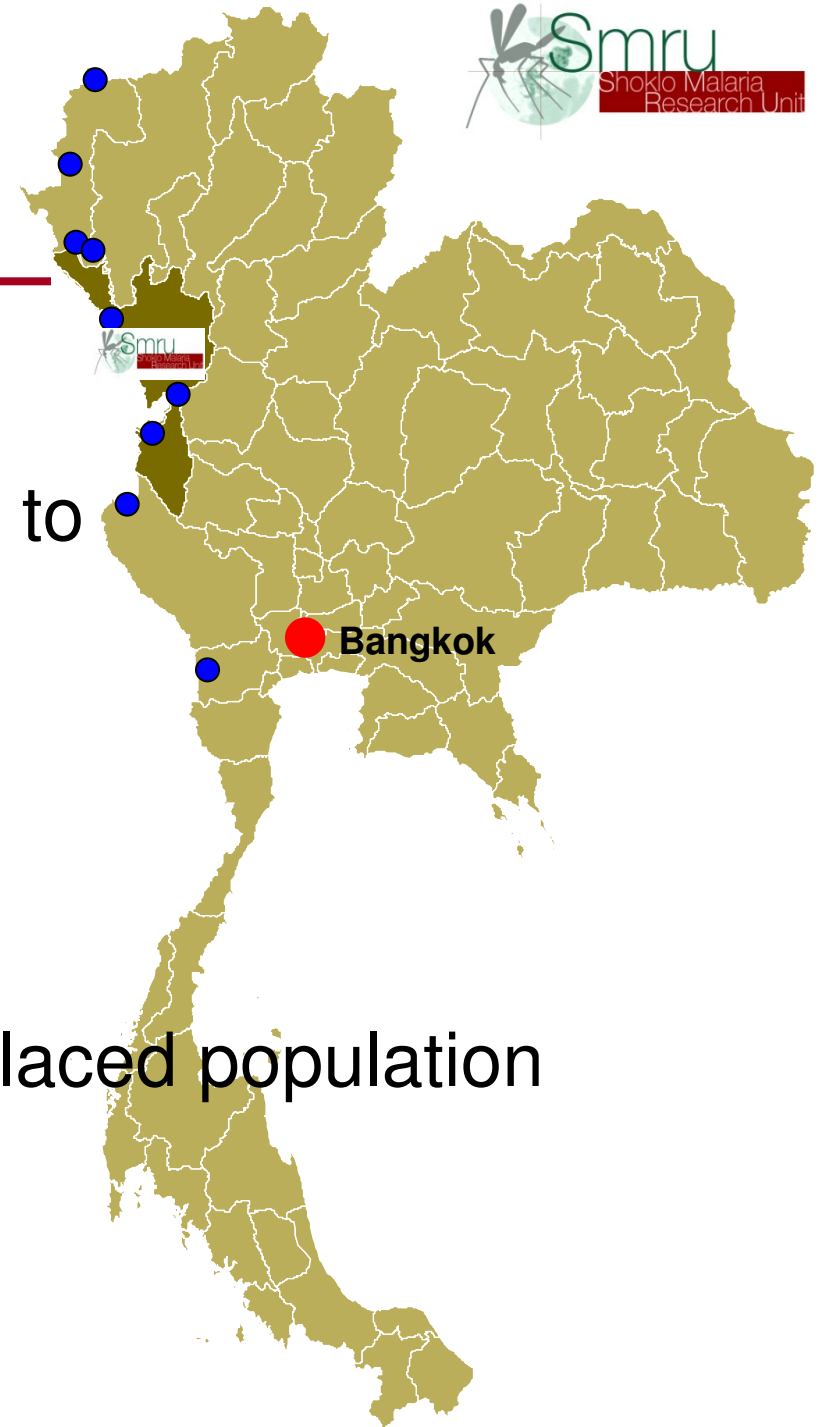 Smru
Shoklo Malaria
Research Unit
Smru
Shoklo Malaria
Research Unit
to
Bangkok
laced population